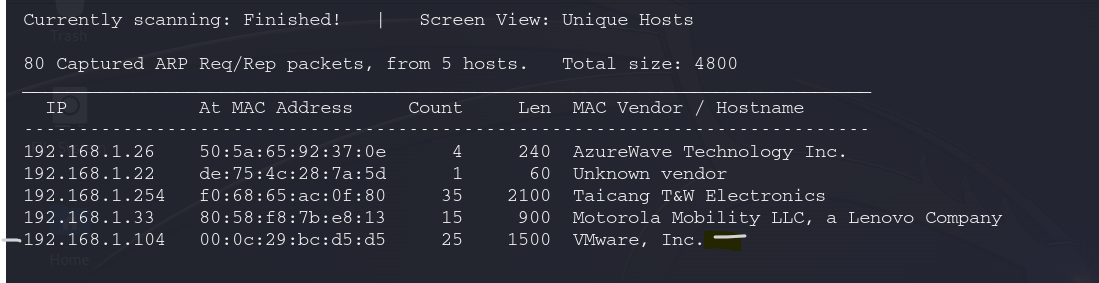 Currently scanning: Finished!   |   Screen View: Unique Hosts
Trash
80 Captured ARP Req/Rep packets, from 5 hosts.   Total size: 4800
_____________________________________________________________________________
  IP            At MAC Address     Count     Len  MAC Vendor / Hostname
-----------------------------------------------------------------------------
192.168.1.26    50:5a:65:92:37:0e      4     240  AzureWave Technology Inc.
192.168.1.22    de:75:4c:28:7a:5d      1      60  Unknown vendor
192.168.1.254   f0:68:65:ac:0f:80     35    2100  Taicang T&W Electronics
192.168.1.33    80:58:f8:7b:e8:13     15     900  Motorola Mobility LLC, a Lenovo Company
192.168.1.104   00:0c:29:bc:d5:d5     25    1500  VMware, Inc.
Home